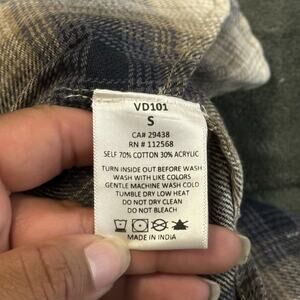 VD101
S
CA# 29438
RN # 112568
SELF 70% COTTON 30% ACRYLIC
TURN INSIDE OUT BEFORE WASH
WASH WITH LIKE COLORS
GENTLE MACHINE WASH COLD
TUMBLE DRY LOW HEAT
DO NOT DRY CLEAN
DO NOT BLEACH
MADE IN INDIA